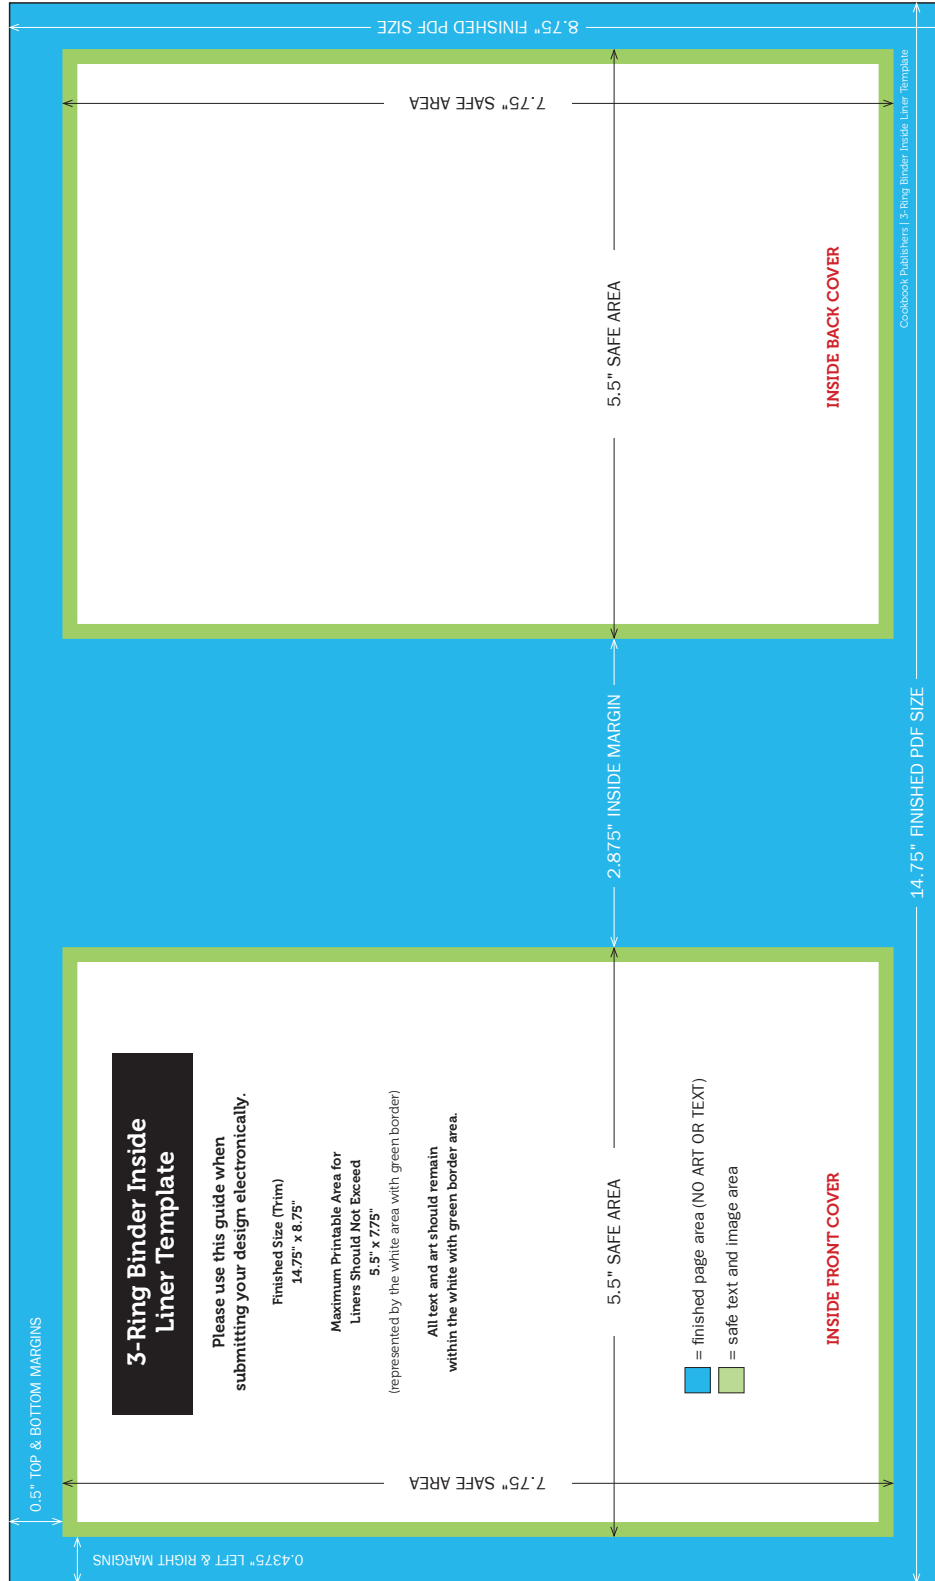 3-Ring Binder Inside
Liner Template
Please use this guide when
submitting your design electronically.
Finished Size (Trim)
14.75" x 8.75"
Maximum Printable Area for
Liners Should Not Exceed
5.5" x 7.75"
(represented by the white area with green border)
All text and art should remain
within the white with green border area.
5.5" SAFE AREA
= finished page area (NO ART OR TEXT)
= safe text and image area
INSIDE FRONT COVER
7.75" SAFE AREA
0.5" TOP & BOTTOM MARGINS
0.4375" LEFT & RIGHT MARGINS
2.875" INSIDE MARGIN
14.75" FINISHED PDF SIZE
5.5" SAFE AREA
INSIDE BACK COVER
7.75" SAFE AREA
8.75" FINISHED PDF SIZE
Cookbook Publishers | 3-Ring Binder Inside Liner Template